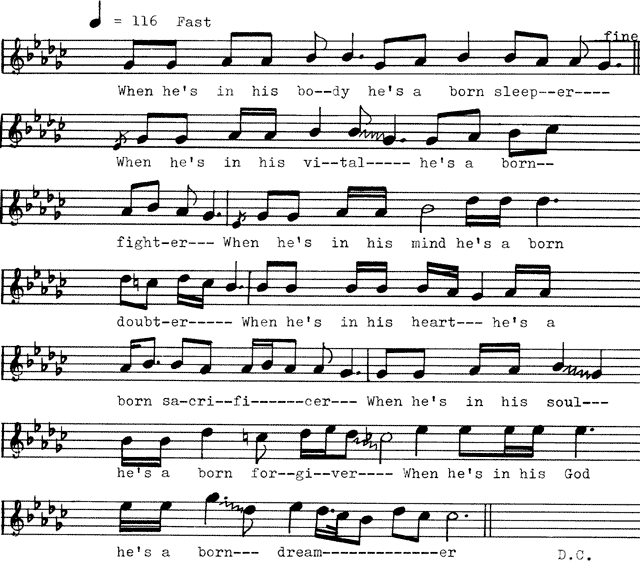 = 116 Fast
fine
When he's in his bo--dy he's a born sleep--er----
When he's in his vi--tal----- he's a born--
fight-er--- When he's in his mind he's a born
doubt-er----- When he's in his heart--- he's a
born sa-cri--fi------cer--- When he's in his soul---
he's a born for--gi--ver---- When he's in his God
he's a born--- dream--------------er D.C.